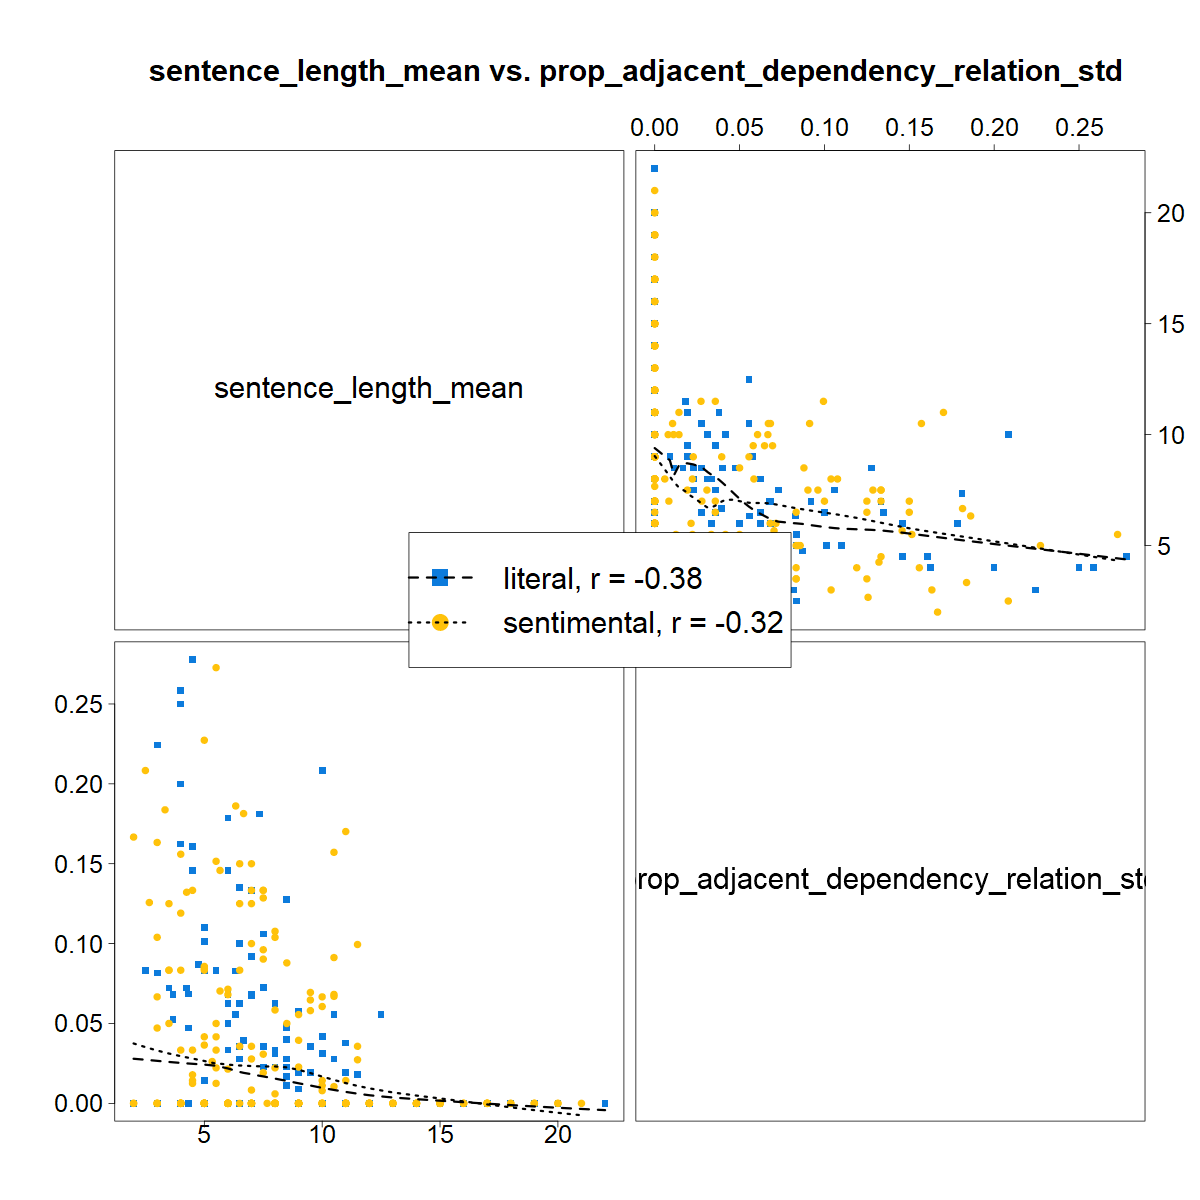 sentence_length_mean vs. prop_adjacent_dependency_relation_std
0.00 0.05 0.10 0.15 0.20 0.25
sentence_length_mean
20
15
10
5
literal, r = -0.38
sentimental, r = -0.32
0.25
0.20
0.15
0.10
0.05
0.00
prop_adjacent_dependency_relation_std
5 10 15 20